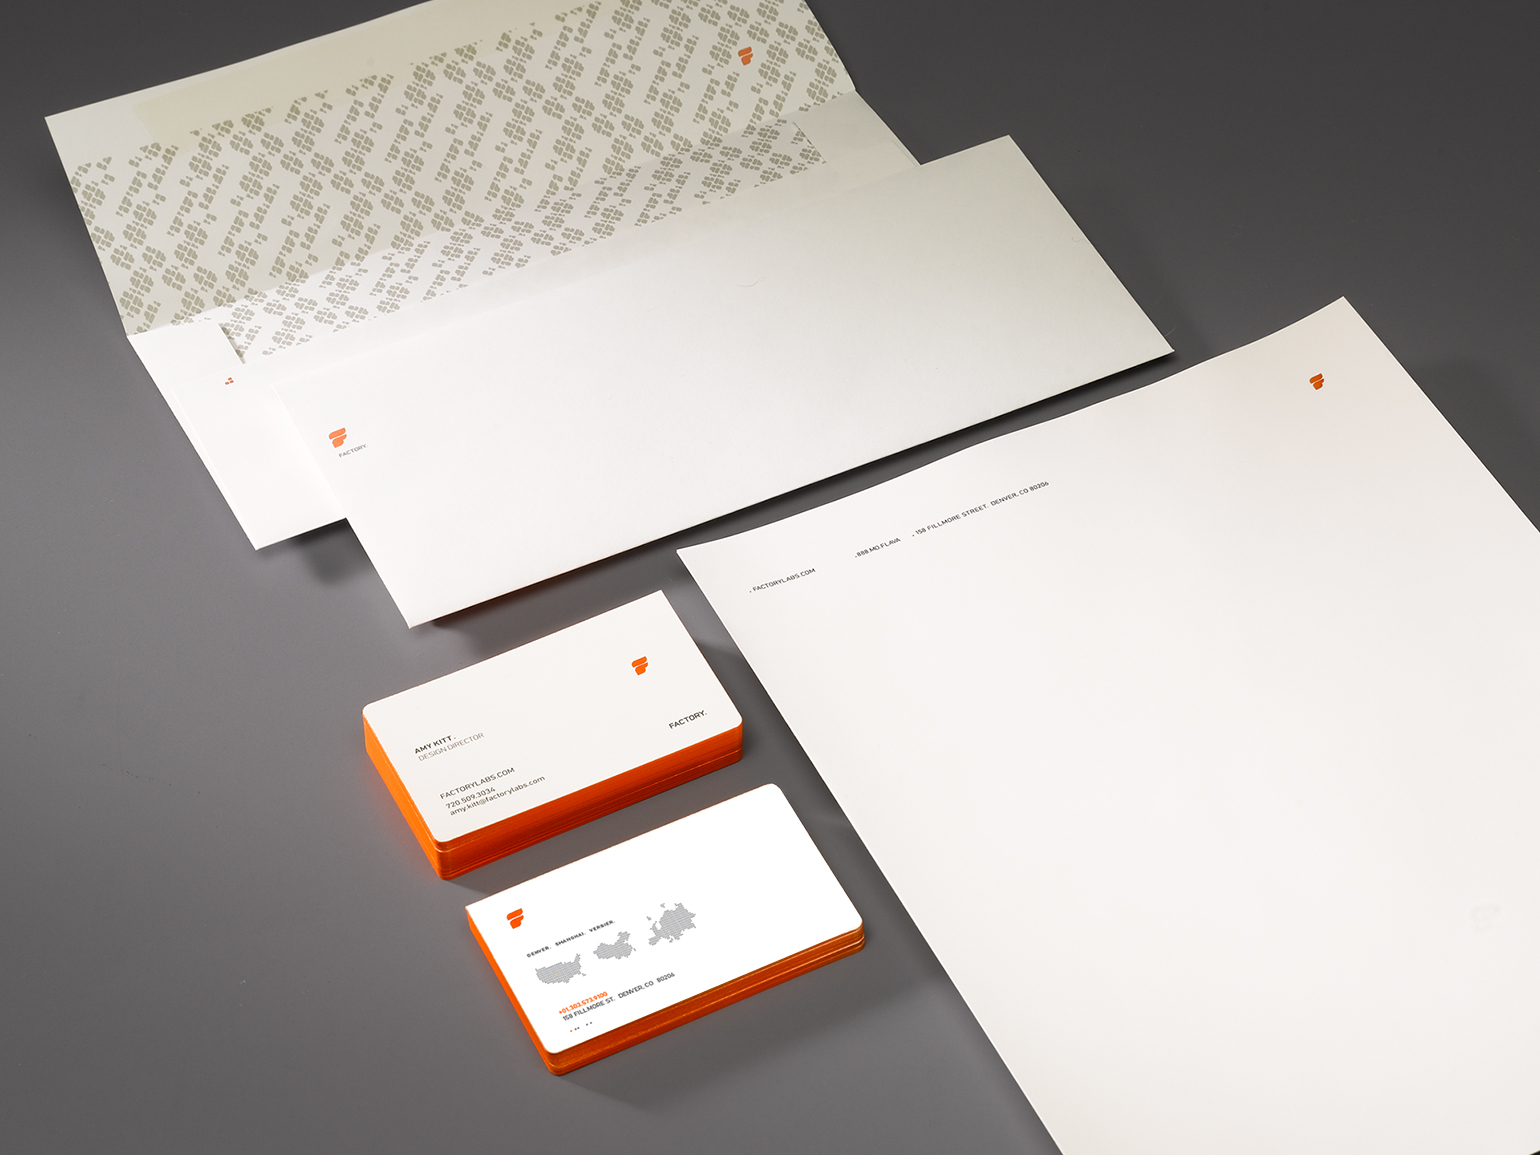 FACTORY.
. FACTORYLABS.COM
.888.MO.FLAVA
. 158 FILLMORE STREET. DENVER, CO 80206
FACTORY.
AMY KITT.
DESIGN DIRECTOR
FACTORYLABS.COM
720.509.3034
amy.kitt@factorylabs.com
DENVER. SHANGHAI. VERBIER.
+01.303.573.9100
158 FILLMORE ST. DENVER, CO 80206